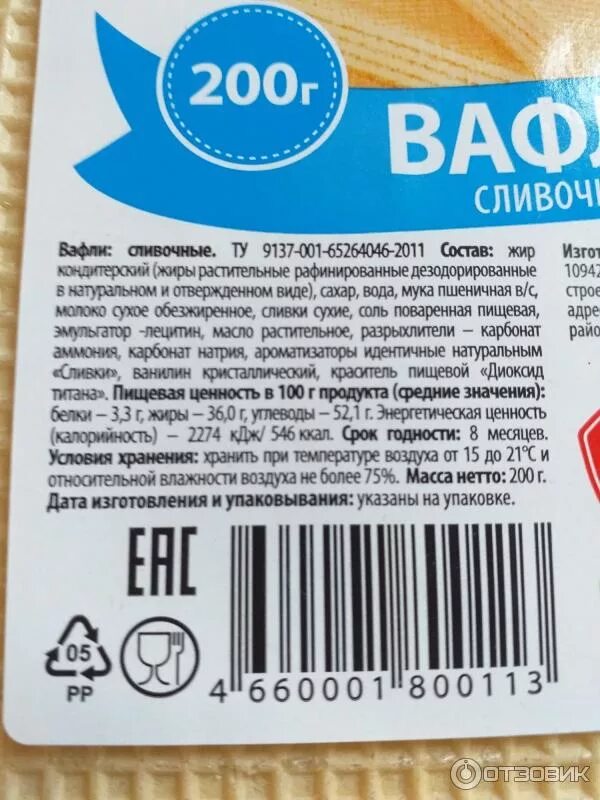 200г
ВАФЛ
СЛИВОЧН
Вафли: сливочные. ТУ 9137-001-65264046-2011 Состав: жир
кондитерский (жиры растительные рафинированные дезодорированные
в натуральном и отвержденном виде), сахар, вода, мука пшеничная в/с,
молоко сухое обезжиренное, сливки сухие, соль поваренная пищевая,
эмульгатор -лецитин, масло растительное, разрыхлители – карбонат
аммония, карбонат натрия, ароматизаторы идентичные натуральным
«Сливки», ванилин кристаллический, краситель пищевой «Диоксид
титана». Пищевая ценность в 100 г продукта (средние значения):
белки – 3,3 г, жиры – 36,0 г, углеводы – 52,1 г. Энергетическая ценность
(калорийность) – 2274 кДж/ 546 ккал. Срок годности: 8 месяцев.
Условия хранения: хранить при температуре воздуха от 15 до 21°С и
относительной влажности воздуха не более 75%. Масса нетто: 200 г.
Дата изготовления и упаковывания: указаны на упаковке.
Изгот
10942
строе
адре
райо
ЕАС
05
PP
4 660001 800113
ОТЗОВИК